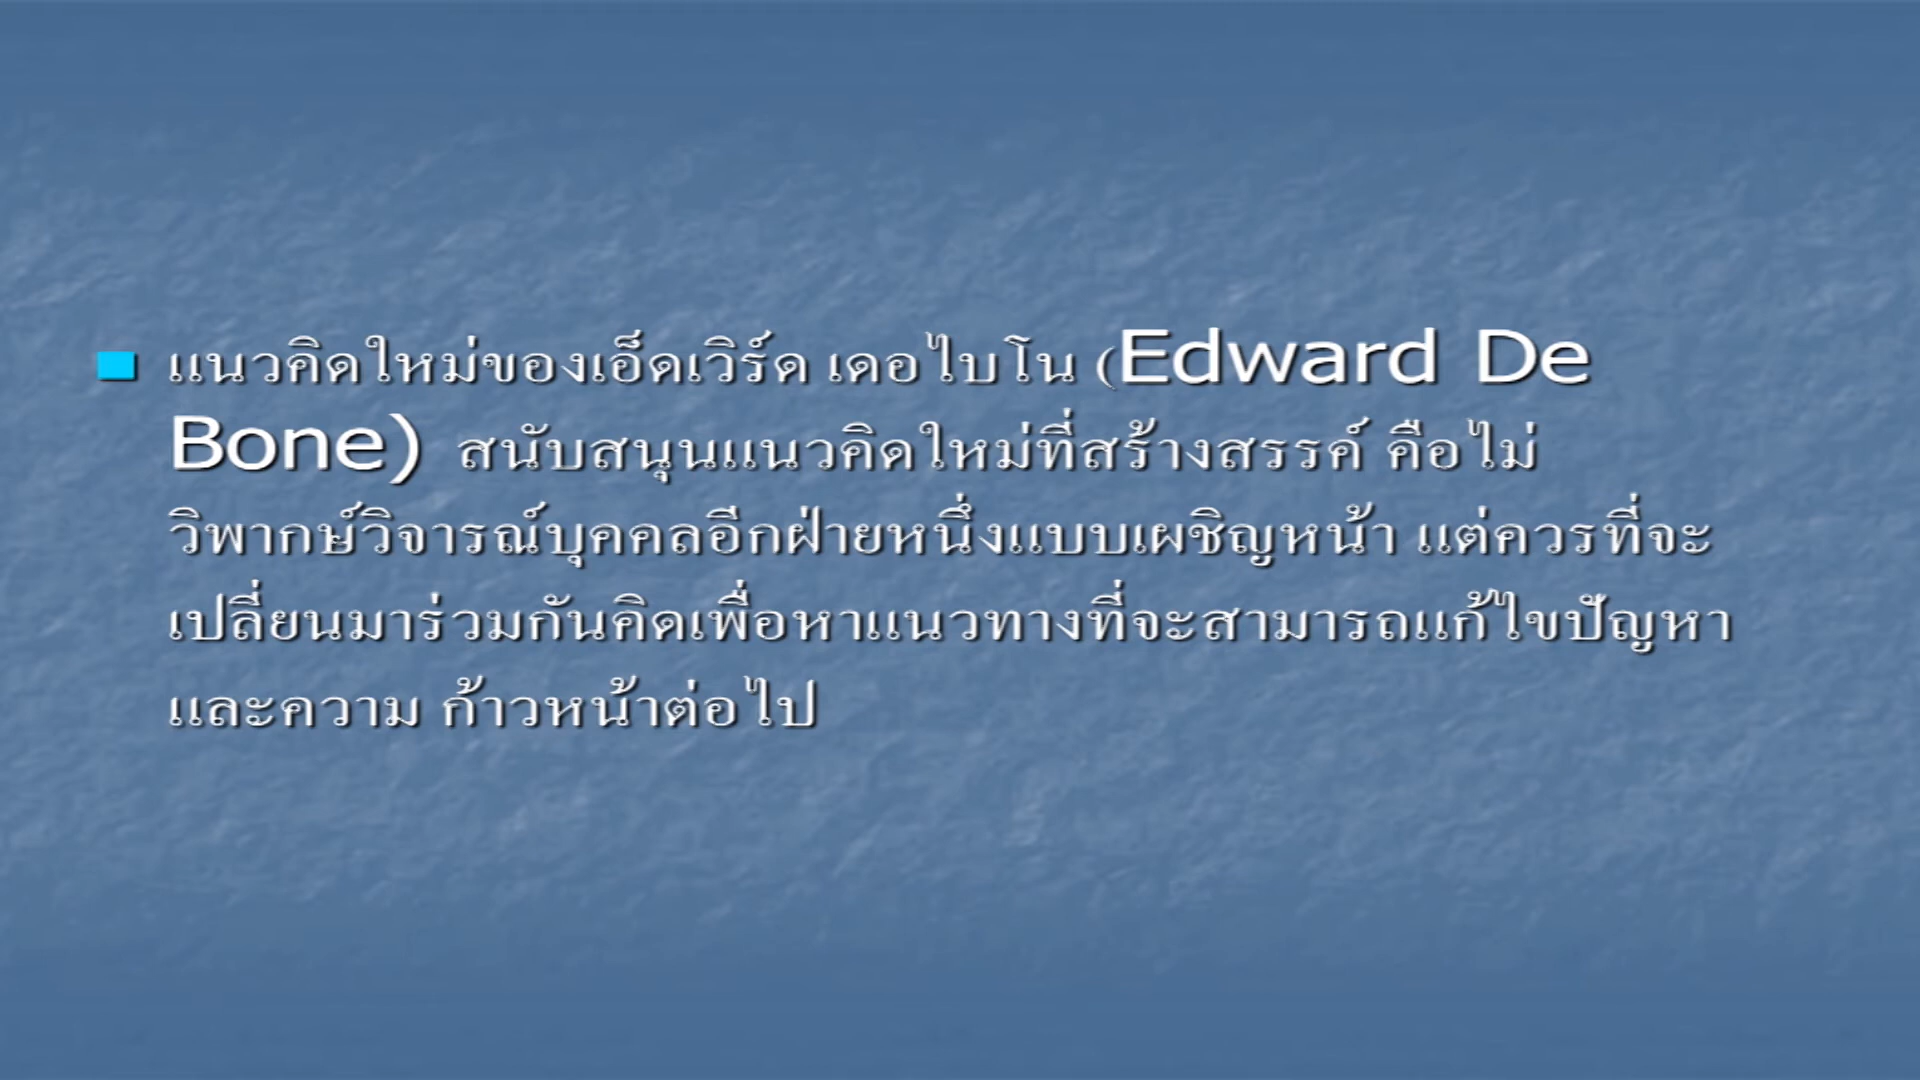 แนวคิดใหม่ของเอ็ดเวิร์ด เดอไบโน (Edward De
Bone) สนับสนุนแนวคิดใหม่ที่สร้างสรรค์ คือไม่
วิพากษ์วิจารณ์บุคคลอีกฝ่ายหนึ่งแบบเผชิญหน้า แต่ควรที่จะ
เปลี่ยนมาร่วมกันคิดเพื่อหาแนวทางที่จะสามารถแก้ไขปัญหา
และความ ก้าวหน้าต่อไป